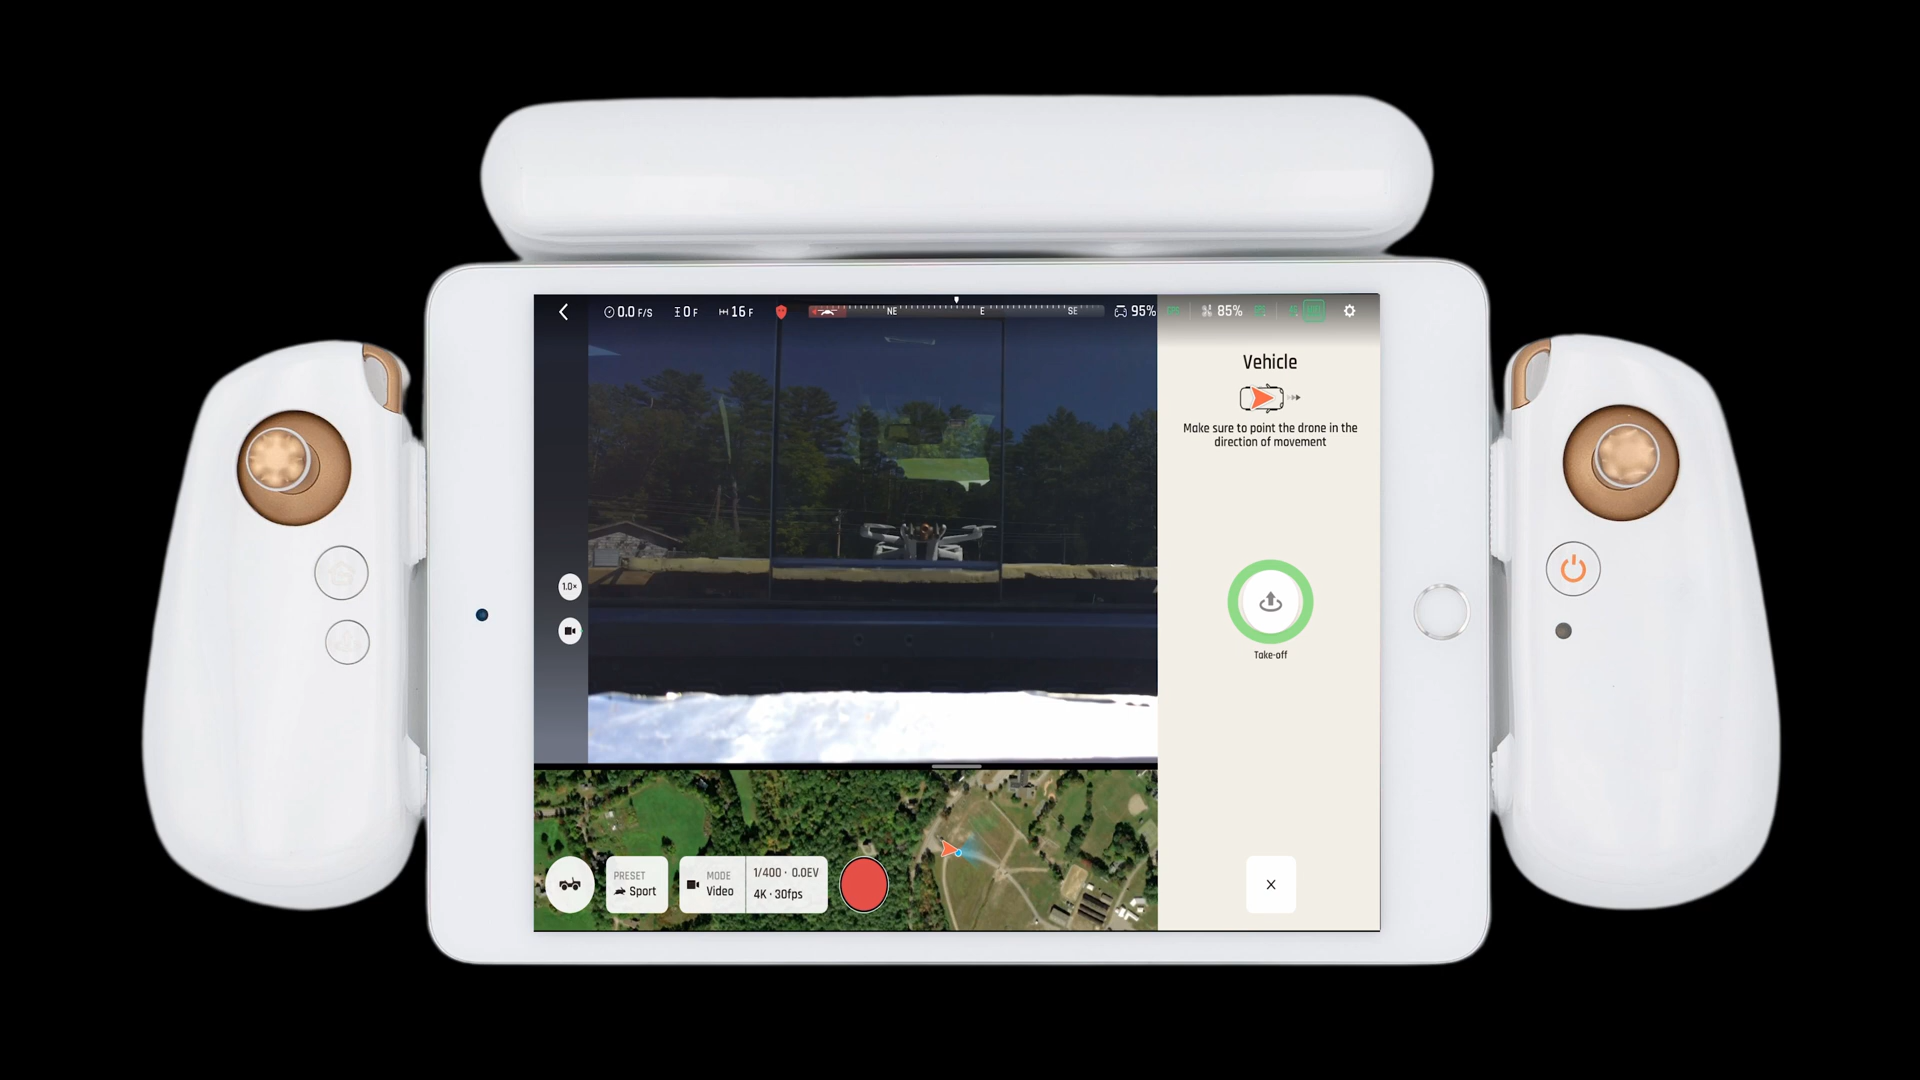 0.0 F/S
0 F
16 F
NE
E
SE
95%
85%
Vehicle
Make sure to point the drone in the
direction of movement
1.0×
Take-off
PRESET
Sport
MODE
Video
1/400 · 0.0EV
4K · 30fps